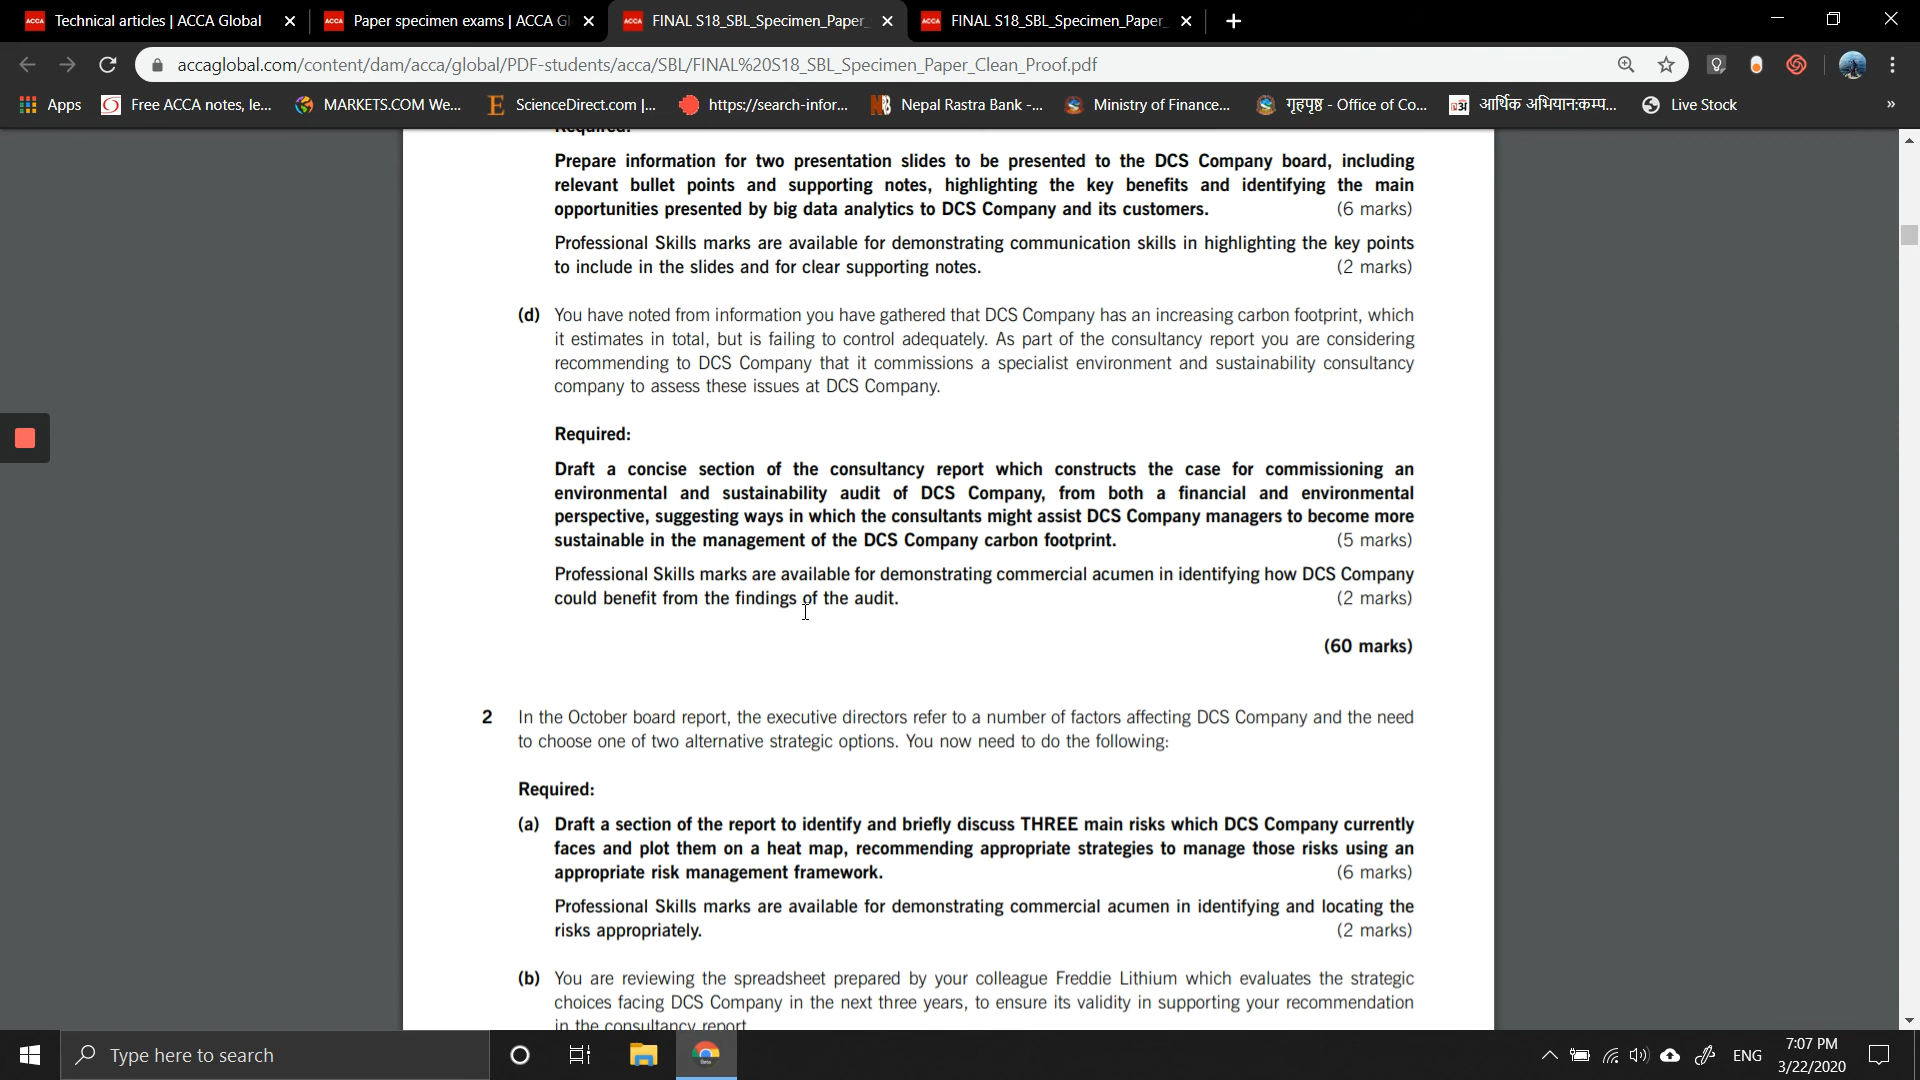 Technical articles | ACCA Global
Paper specimen exams | ACCA Gl
FINAL S18_SBL_Specimen_Paper_
FINAL S18_SBL_Specimen_Paper_
accaglobal.com/content/dam/acca/global/PDF-students/acca/SBL/FINAL%20S18_SBL_Specimen_Paper_Clean_Proof.pdf
Apps
Free ACCA notes, le...
MARKETS.COM We...
ScienceDirect.com |...
https://search-infor...
Nepal Rastra Bank -...
Ministry of Finance...
गृहपृष्ठ - Office of Co...
आर्थिक अभियान:कम्प...
Live Stock
»
Required:
Prepare information for two presentation slides to be presented to the DCS Company board, including
relevant bullet points and supporting notes, highlighting the key benefits and identifying the main
opportunities presented by big data analytics to DCS Company and its customers. (6 marks)
Professional Skills marks are available for demonstrating communication skills in highlighting the key points
to include in the slides and for clear supporting notes. (2 marks)
(d) You have noted from information you have gathered that DCS Company has an increasing carbon footprint, which
it estimates in total, but is failing to control adequately. As part of the consultancy report you are considering
recommending to DCS Company that it commissions a specialist environment and sustainability consultancy
company to assess these issues at DCS Company.
Required:
Draft a concise section of the consultancy report which constructs the case for commissioning an
environmental and sustainability audit of DCS Company, from both a financial and environmental
perspective, suggesting ways in which the consultants might assist DCS Company managers to become more
sustainable in the management of the DCS Company carbon footprint. (5 marks)
Professional Skills marks are available for demonstrating commercial acumen in identifying how DCS Company
could benefit from the findings of the audit. (2 marks)
(60 marks)
2 In the October board report, the executive directors refer to a number of factors affecting DCS Company and the need
to choose one of two alternative strategic options. You now need to do the following:
Required:
(a) Draft a section of the report to identify and briefly discuss THREE main risks which DCS Company currently
faces and plot them on a heat map, recommending appropriate strategies to manage those risks using an
appropriate risk management framework. (6 marks)
Professional Skills marks are available for demonstrating commercial acumen in identifying and locating the
risks appropriately. (2 marks)
(b) You are reviewing the spreadsheet prepared by your colleague Freddie Lithium which evaluates the strategic
choices facing DCS Company in the next three years, to ensure its validity in supporting your recommendation
in the consultancy report
Type here to search
ENG
7:07 PM
3/22/2020